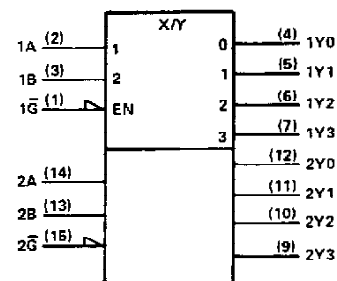 X/Y
1A (2) 1 0 (4) 1Y0
1B (3) 2 1 (5) 1Y1
1G̅ (1) EN 2 (6) 1Y2
3 (7) 1Y3
(12) 2Y0
2A (14) (11) 2Y1
2B (13) (10) 2Y2
2G̅ (15) (9) 2Y3